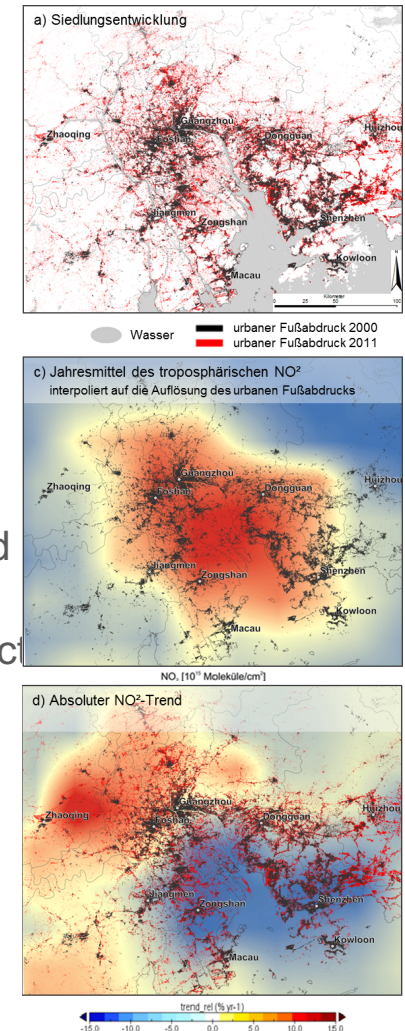 a) Siedlungsentwicklung
Guangzhou
Zhaoqing
Foshan
Dongguan
Huizhou
Jiangmen
Zongshan
Shenzhen
Kowloon
Macau
Kilometer
0 25 50 100
N
Wasser
urbaner Fußabdruck 2000
urbaner Fußabdruck 2011
c) Jahresmittel des troposphärischen NO²
interpoliert auf die Auflösung des urbanen Fußabdrucks
Guangzhou
Zhaoqing
Foshan
Dongguan
Huizhou
Jiangmen
Zongshan
Shenzhen
Kowloon
Macau
d
ct
NO, [10¹⁵ Moleküle/cm²]
d) Absoluter NO²-Trend
Guangzhou
Zhaoqing
Foshan
Dongguan
Huizhou
Jiangmen
Zongshan
Shenzhen
Kowloon
Macau
trend_rel (% yr-1)
-15.0 -10.0 -5.0 0.0 5.0 10.0 15.0